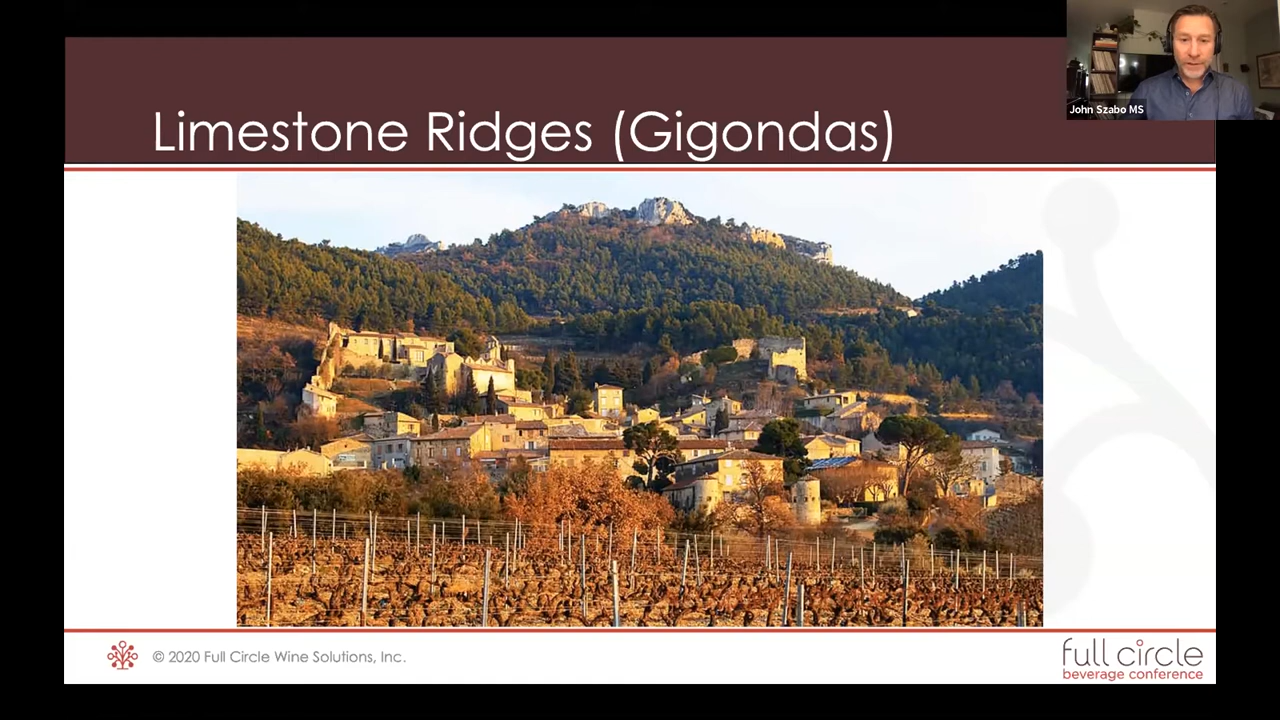 John Szabo MS
Limestone Ridges (Gigondas)
© 2020 Full Circle Wine Solutions, Inc.
full circle
beverage conference